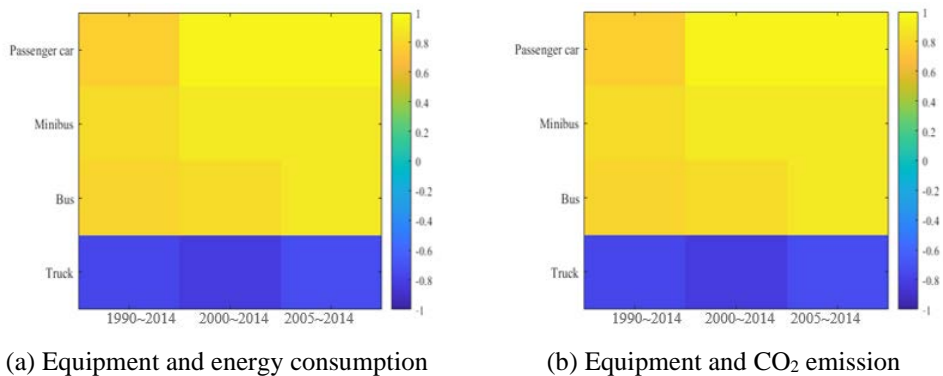 Passenger car
Minibus
Bus
Truck
1990~2014 2000~2014 2005~2014
1
0.8
0.6
0.4
0.2
0
-0.2
-0.4
-0.6
-0.8
-1
(a) Equipment and energy consumption
Passenger car
Minibus
Bus
Truck
1990~2014 2000~2014 2005~2014
1
0.8
0.6
0.4
0.2
0
-0.2
-0.4
-0.6
-0.8
-1
(b) Equipment and CO₂ emission